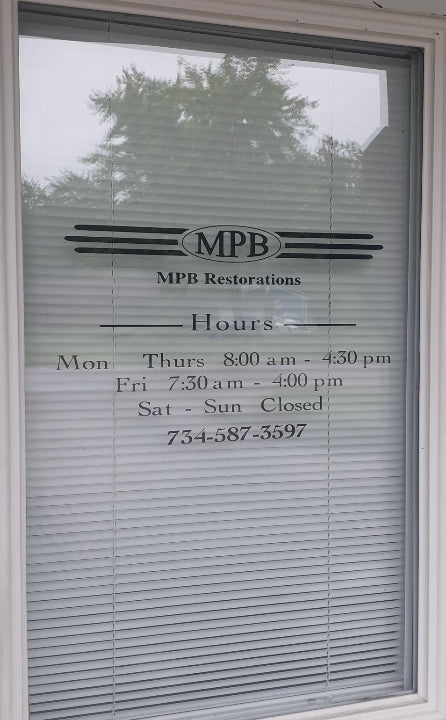 MPB
MPB Restorations
Hours
Mon Thurs 8:00 am - 4:30 pm
Fri 7:30 am - 4:00 pm
Sat - Sun Closed
734-587-3597